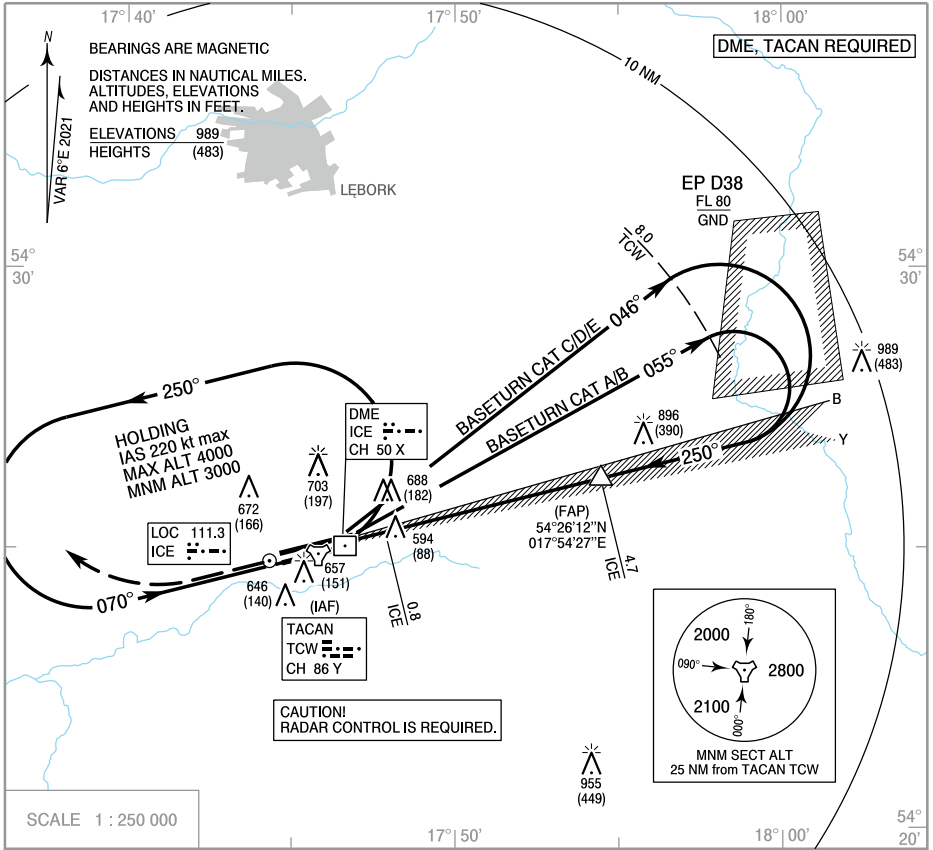 17°40'
17°50'
18°00'
N
VAR 6°E 2021
BEARINGS ARE MAGNETIC
DISTANCES IN NAUTICAL MILES.
ALTITUDES, ELEVATIONS
AND HEIGHTS IN FEET.
ELEVATIONS 989
HEIGHTS (483)
DME, TACAN REQUIRED
10 NM
LĘBORK
EP D38
FL 80
GND
54°
30'
54°
30'
8.0
TCW
BASETURN CAT C/D/E 046°
BASETURN CAT A/B 055°
989
(483)
250°
HOLDING
IAS 220 kt max
MAX ALT 4000
MNM ALT 3000
DME
ICE
CH 50 X
896
(390)
B
Y
250°
703
(197)
688
(182)
672
(166)
(FAP)
54°26'12"N
017°54'27"E
LOC 111.3
ICE
594
(88)
657
(151)
4.7
ICE
646
(140)
070°
0.8
ICE
(IAF)
TACAN
TCW
CH 86 Y
CAUTION!
RADAR CONTROL IS REQUIRED.
2000
180°
090°
2800
2100
000°
MNM SECT ALT
25 NM from TACAN TCW
955
(449)
SCALE 1 : 250 000
17°50'
18°00'
54°
20'